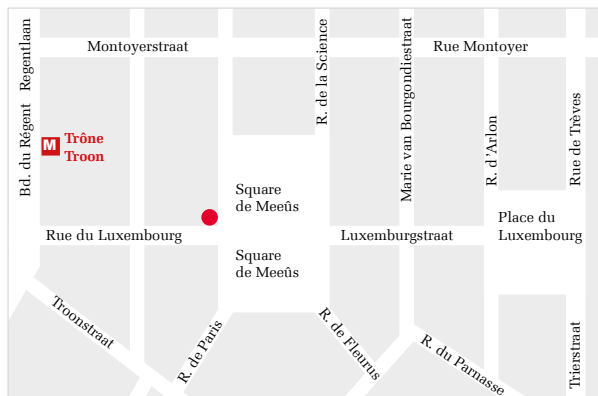 Bd. du Régent Regentlaan
Montoyerstraat
Rue Montoyer
R. de la Science
Marie van Bourgondiestraat
R. d'Arlon
Rue de Trèves
M
Trône
Troon
Square
de Meeûs
Place du
Luxembourg
Rue du Luxembourg
Luxemburgstraat
Square
de Meeûs
Troonstraat
R. de Paris
R. de Fleurus
R. du Parnasse
Trierstraat